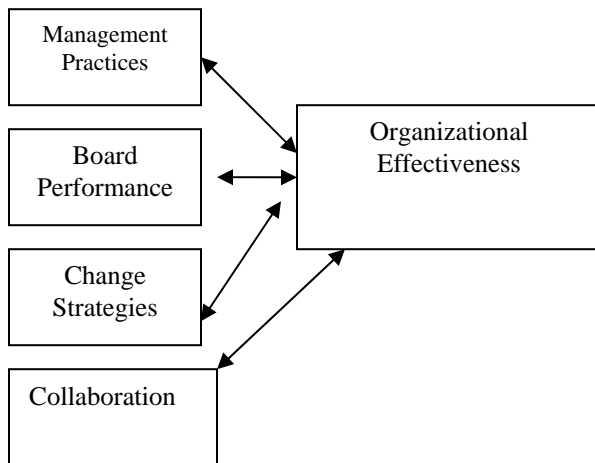 Management
Practices
Board
Performance
Change
Strategies
Collaboration
Organizational
Effectiveness